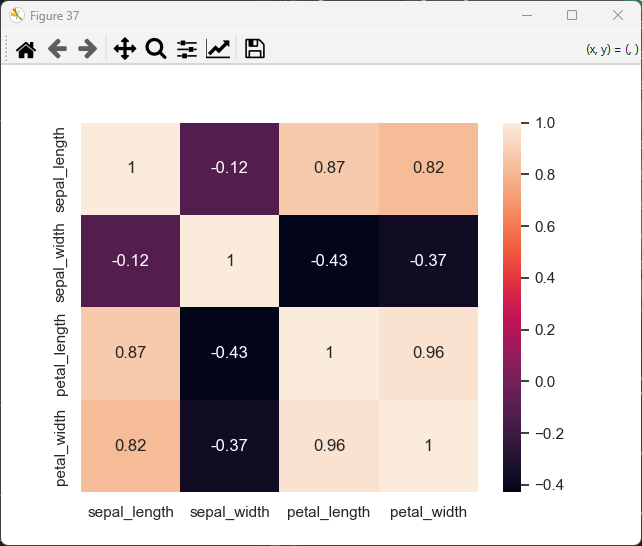 Figure 37
(x, y) = (, )
sepal_length
sepal_width
petal_length
petal_width
1 -0.12 0.87 0.82
-0.12 1 -0.43 -0.37
0.87 -0.43 1 0.96
0.82 -0.37 0.96 1
sepal_length sepal_width petal_length petal_width
1.0
0.8
0.6
0.4
0.2
0.0
−0.2
−0.4